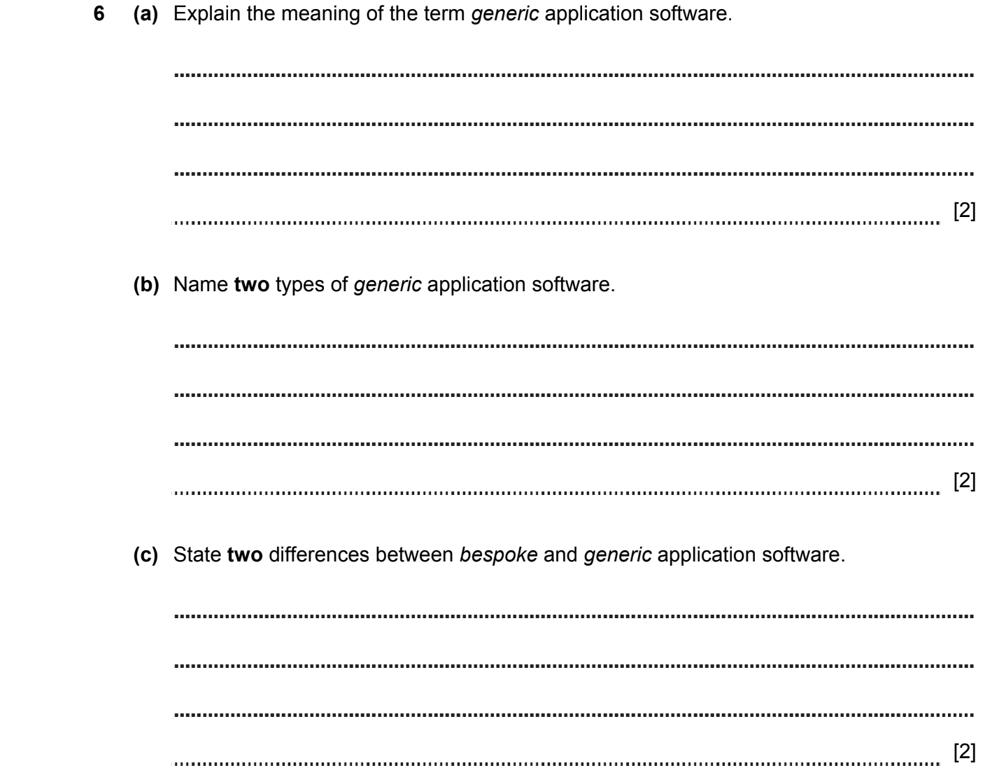 6 (a) Explain the meaning of the term generic application software.
[2]
(b) Name two types of generic application software.
[2]
(c) State two differences between bespoke and generic application software.
[2]